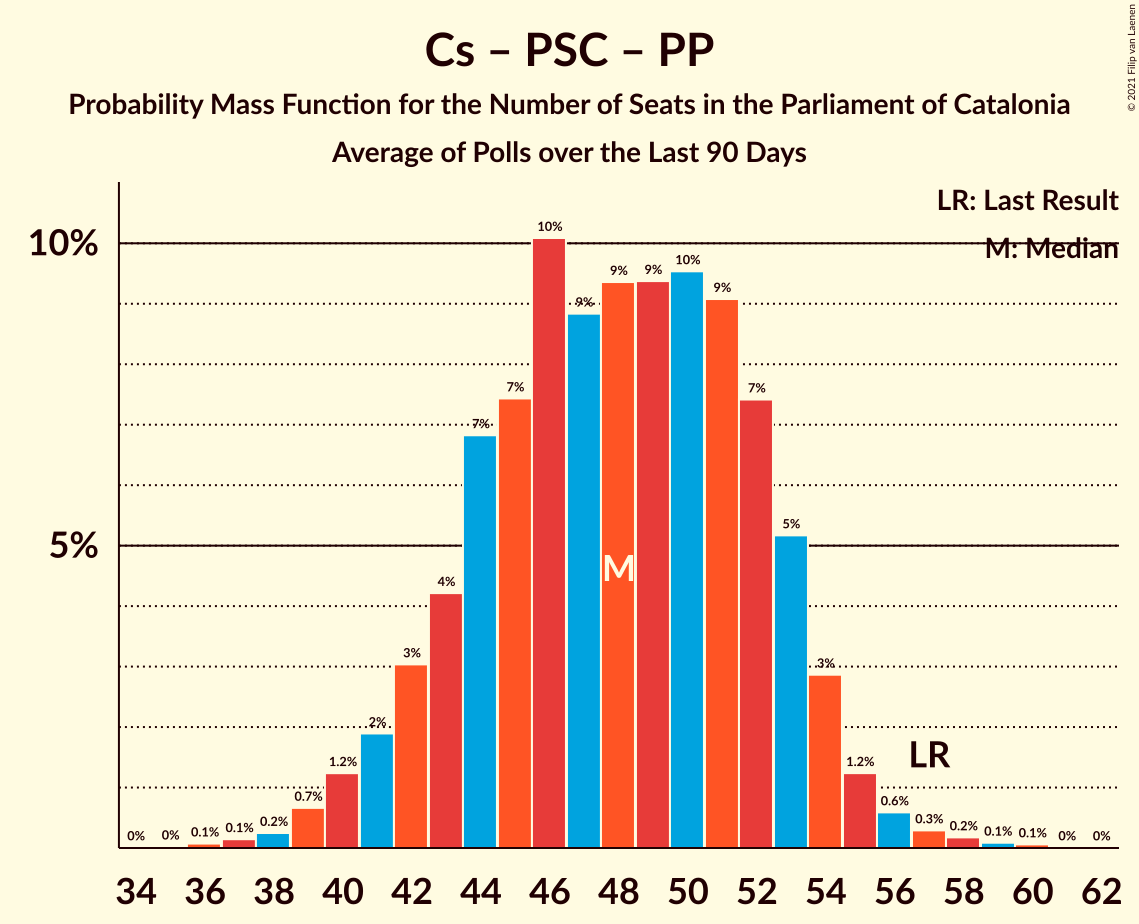 Cs – PSC – PP
Probability Mass Function for the Number of Seats in the Parliament of Catalonia
Average of Polls over the Last 90 Days
© 2021 Filip van Laenen
LR: Last Result
M: Median
10%
5%
0% 0% 0.1% 0.1% 0.2% 0.7% 1.2% 2% 3% 4% 7% 7% 10% 9% 9% 9% 10% 9% 7% 5% 3% 1.2% 0.6% 0.3% 0.2% 0.1% 0.1% 0% 0%
M
LR
34 36 38 40 42 44 46 48 50 52 54 56 58 60 62